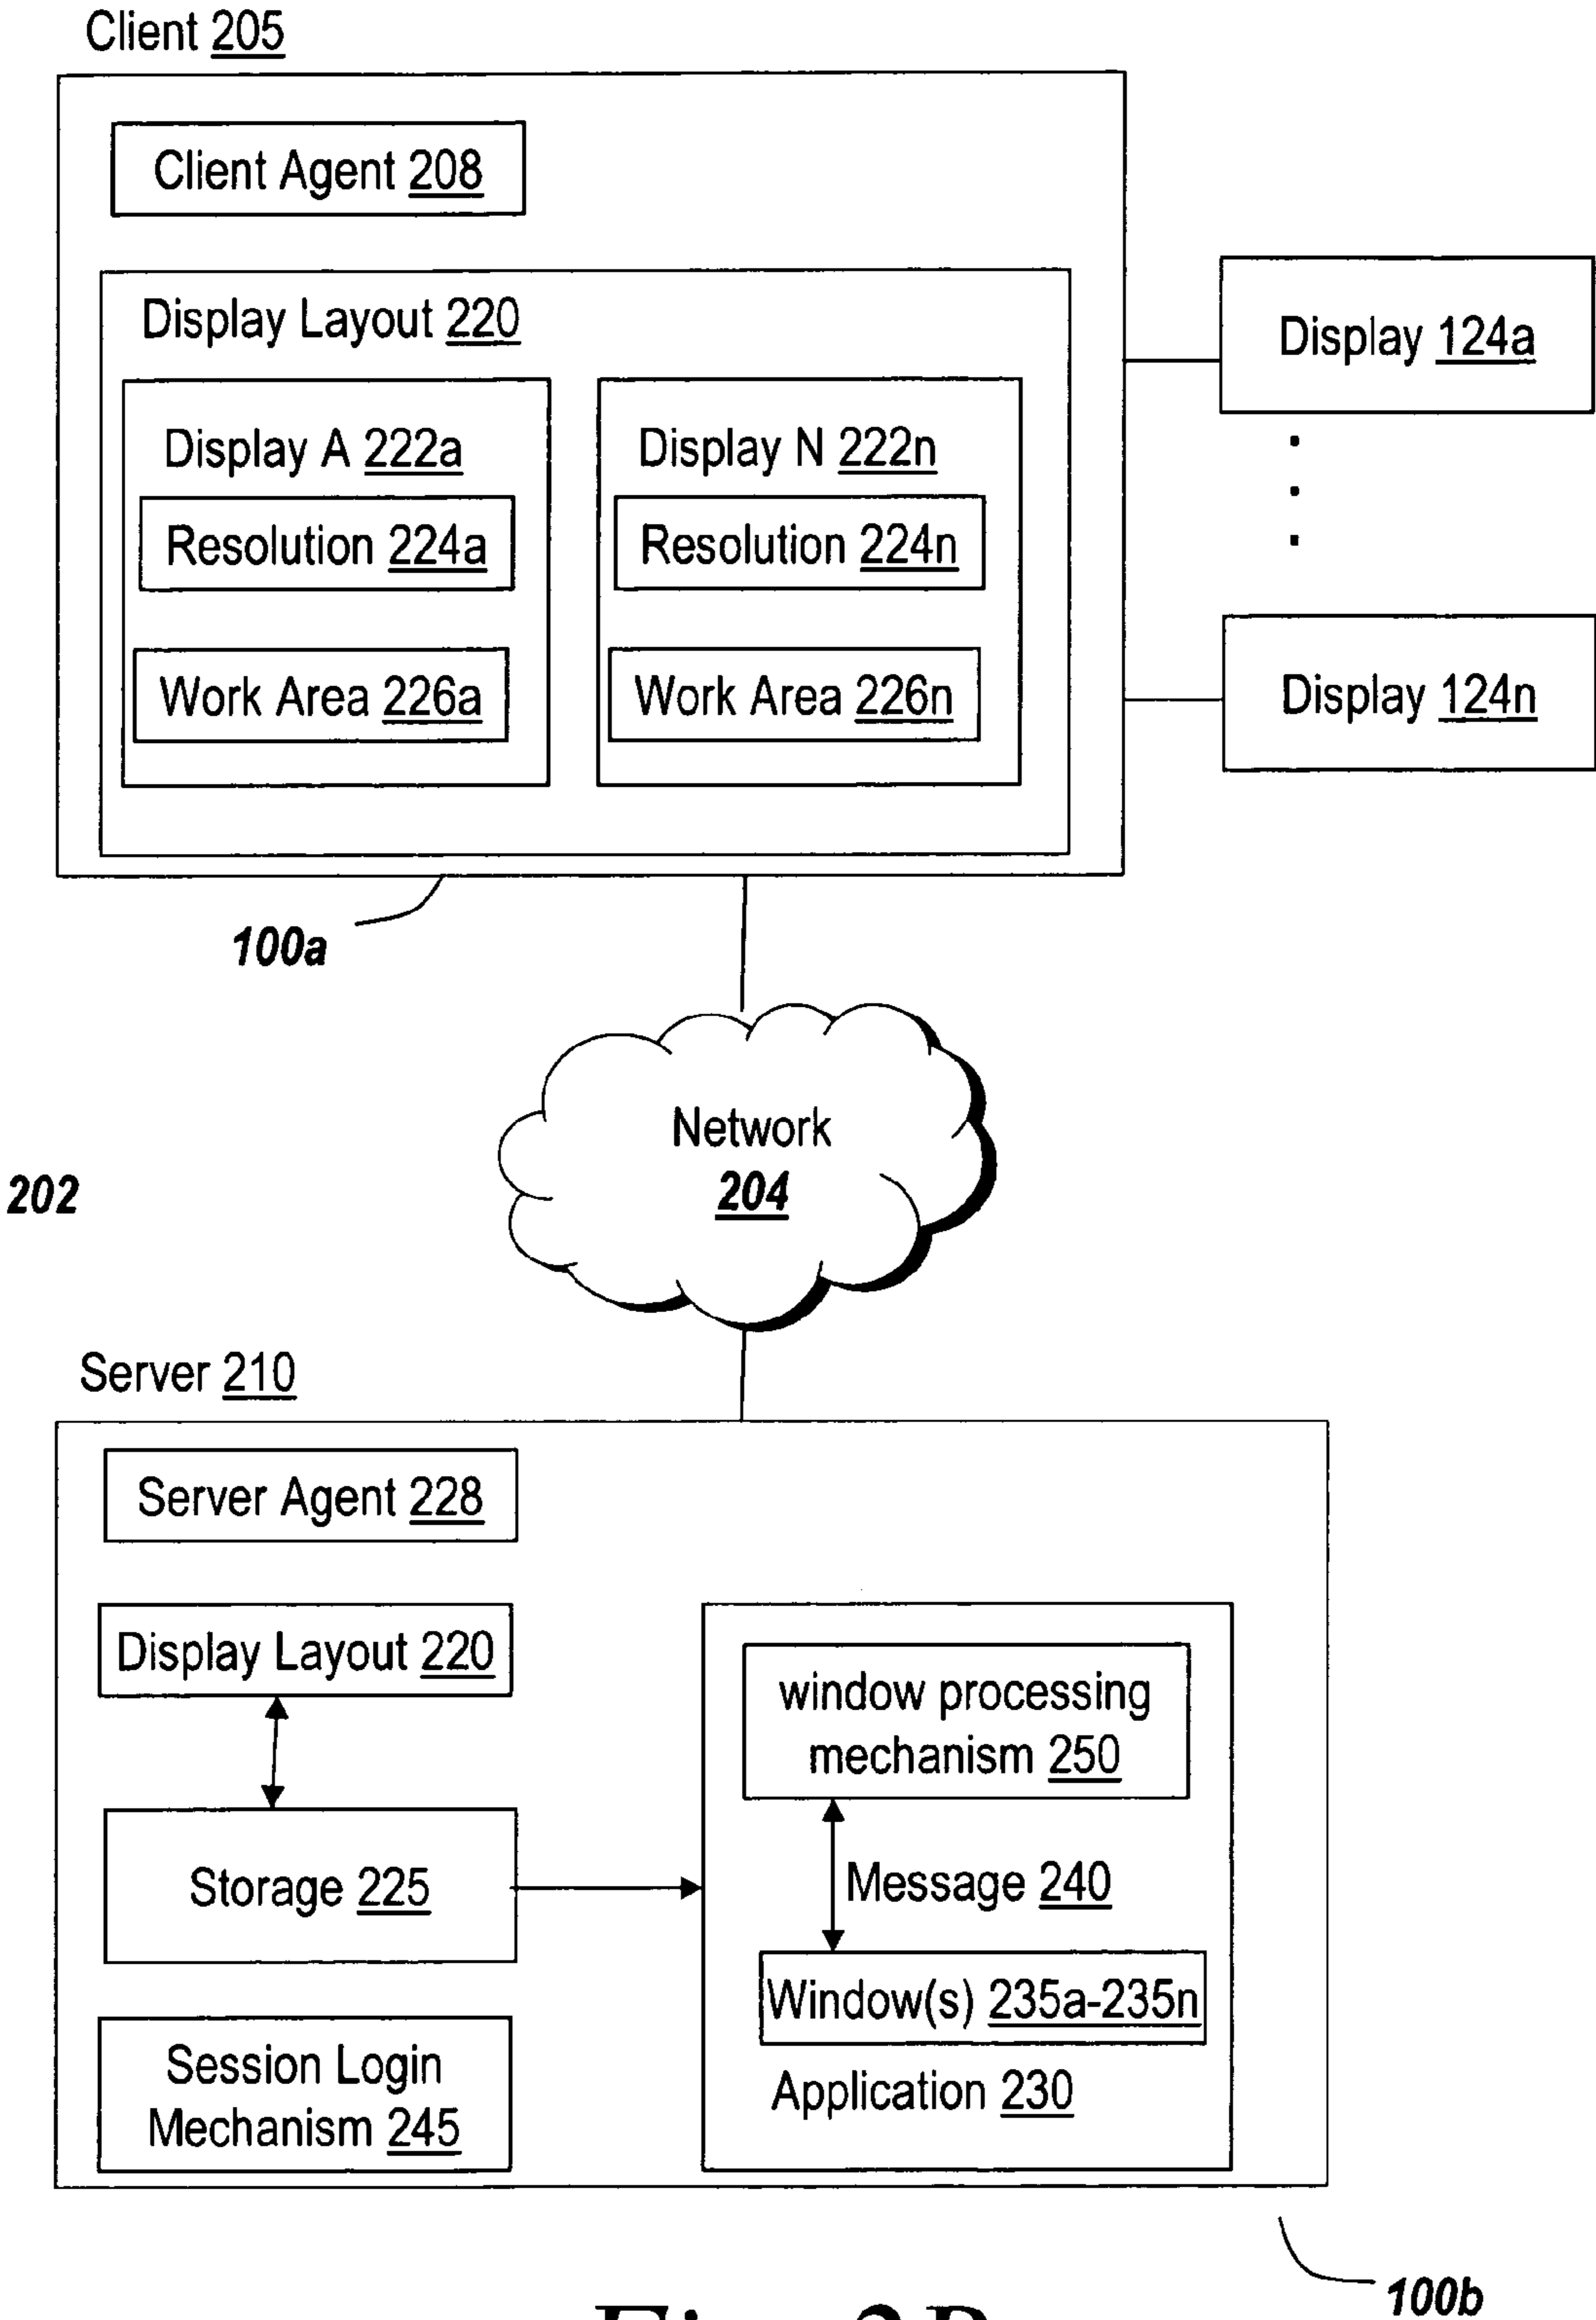 Client 205
Client Agent 208
Display Layout 220
Display A 222a
Resolution 224a
Work Area 226a
Display N 222n
Resolution 224n
Work Area 226n
Display 124a
Display 124n
100a
Network
204
202
Server 210
Server Agent 228
Display Layout 220
Storage 225
Session Login
Mechanism 245
window processing
mechanism 250
Message 240
Window(s) 235a-235n
Application 230
100b